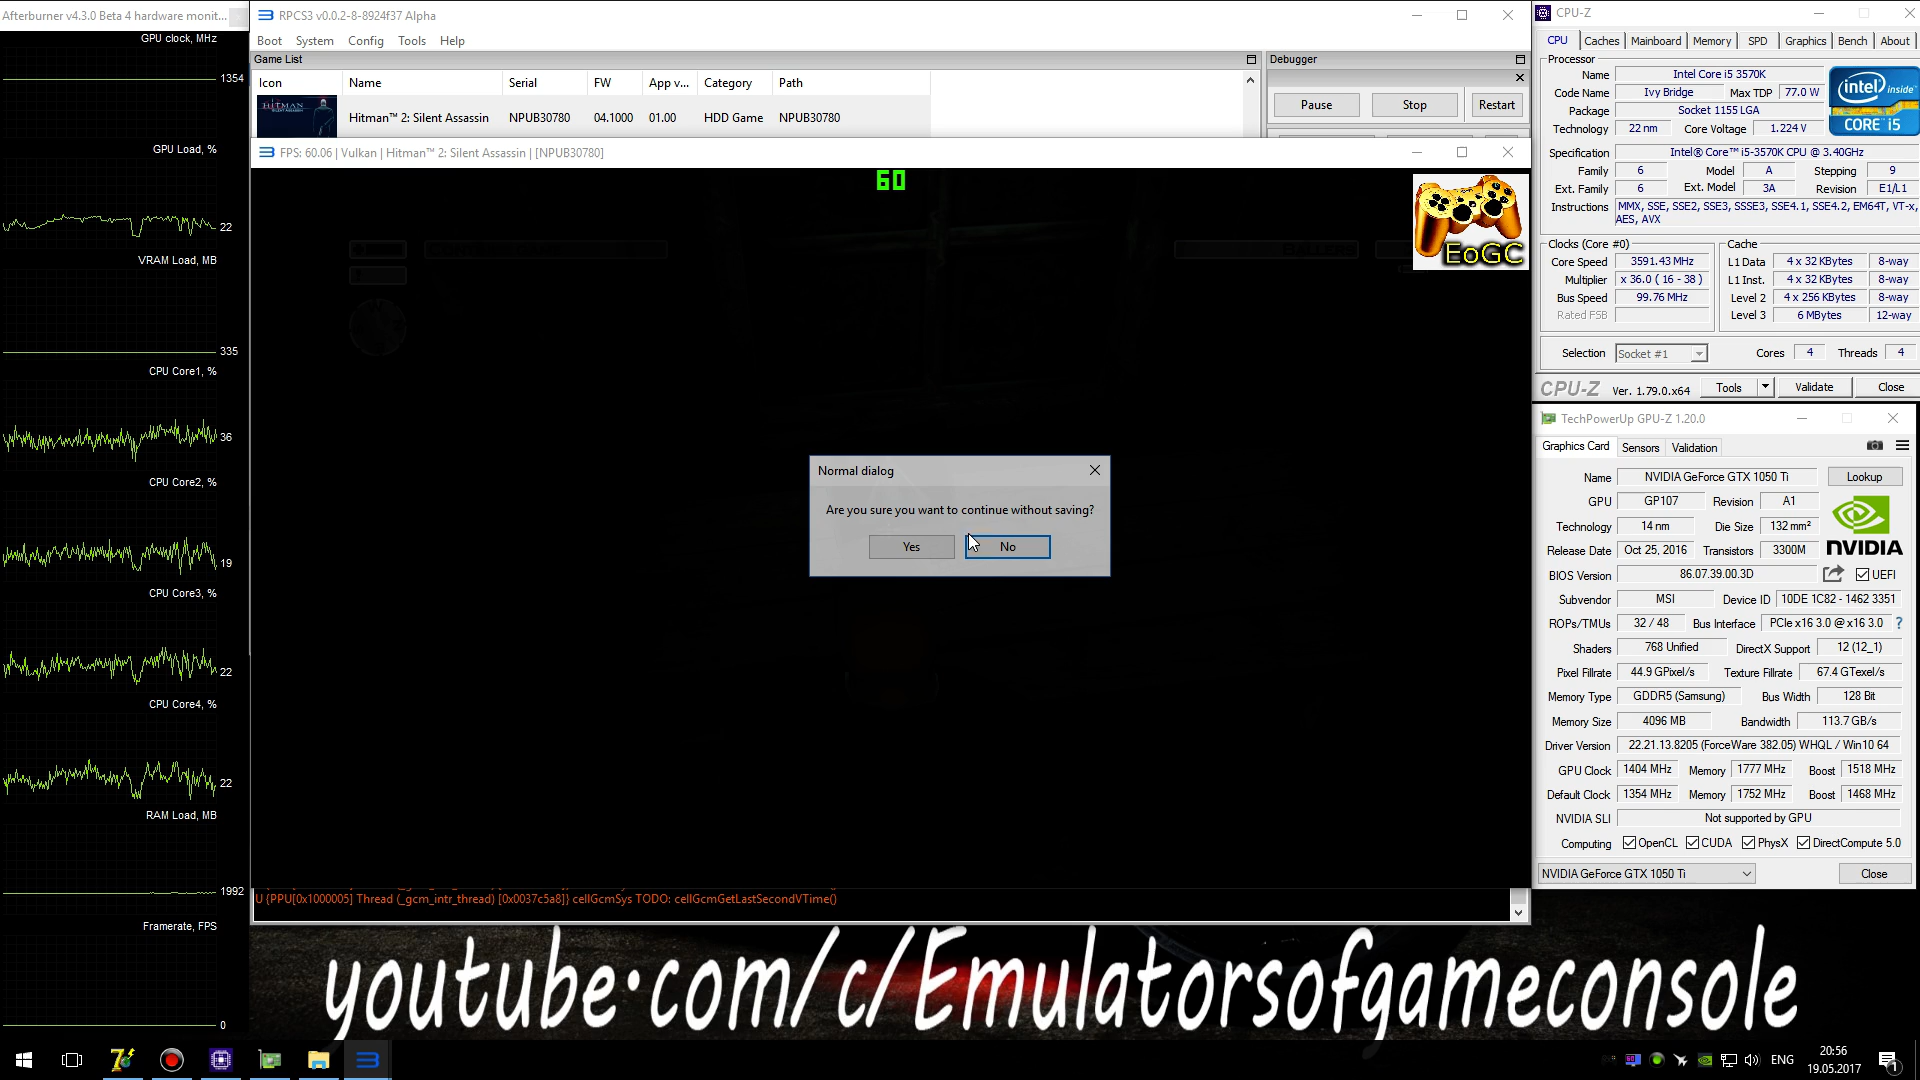 Afterburner v4.3.0 Beta 4 hardware monit...
GPU clock, MHz
1354
GPU Load, %
22
VRAM Load, MB
335
CPU Core1, %
36
CPU Core2, %
19
CPU Core3, %
22
CPU Core4, %
22
RAM Load, MB
1992
Framerate, FPS
0
RPCS3 v0.0.2-8-8924f37 Alpha
Boot System Config Tools Help
Game List
Icon Name Serial FW App v... Category Path
HITMAN
Hitman™ 2: Silent Assassin NPUB30780 04.1000 01.00 HDD Game NPUB30780
Debugger
Pause Stop Restart
FPS: 60.06 | Vulkan | Hitman™ 2: Silent Assassin | [NPUB30780]
60
EoGC
Normal dialog
Are you sure you want to continue without saving?
Yes No
U {PPU[0x1000005] Thread (_gcm_intr_thread) [0x0037c5a8]} cellGcmSys TODO: cellGcmGetLastSecondVTime()
youtube.com/c/Emulatorsofgameconsole
CPU-Z
CPU Caches Mainboard Memory SPD Graphics Bench About
Processor
Name Intel Core i5 3570K
Code Name Ivy Bridge Max TDP 77.0 W
Package Socket 1155 LGA
Technology 22 nm Core Voltage 1.224 V
intel inside™
CORE i5
Specification Intel® Core™ i5-3570K CPU @ 3.40GHz
Family 6 Model A Stepping 9
Ext. Family 6 Ext. Model 3A Revision E1/L1
Instructions MMX, SSE, SSE2, SSE3, SSSE3, SSE4.1, SSE4.2, EM64T, VT-x,
AES, AVX
Clocks (Core #0)
Core Speed 3591.43 MHz
Multiplier x 36.0 ( 16 - 38 )
Bus Speed 99.76 MHz
Rated FSB
Cache
L1 Data 4 x 32 KBytes 8-way
L1 Inst. 4 x 32 KBytes 8-way
Level 2 4 x 256 KBytes 8-way
Level 3 6 MBytes 12-way
Selection Socket #1 Cores 4 Threads 4
CPU-Z Ver. 1.79.0.x64 Tools Validate Close
TechPowerUp GPU-Z 1.20.0
Graphics Card Sensors Validation
Name NVIDIA GeForce GTX 1050 Ti Lookup
GPU GP107 Revision A1
Technology 14 nm Die Size 132 mm²
Release Date Oct 25, 2016 Transistors 3300M
NVIDIA
BIOS Version 86.07.39.00.3D UEFI
Subvendor MSI Device ID 10DE 1C82 - 1462 3351
ROPs/TMUs 32 / 48 Bus Interface PCIe x16 3.0 @ x16 3.0 ?
Shaders 768 Unified DirectX Support 12 (12_1)
Pixel Fillrate 44.9 GPixel/s Texture Fillrate 67.4 GTexel/s
Memory Type GDDR5 (Samsung) Bus Width 128 Bit
Memory Size 4096 MB Bandwidth 113.7 GB/s
Driver Version 22.21.13.8205 (ForceWare 382.05) WHQL / Win10 64
GPU Clock 1404 MHz Memory 1777 MHz Boost 1518 MHz
Default Clock 1354 MHz Memory 1752 MHz Boost 1468 MHz
NVIDIA SLI Not supported by GPU
Computing OpenCL CUDA PhysX DirectCompute 5.0
NVIDIA GeForce GTX 1050 Ti Close
ENG
20:56
19.05.2017
1